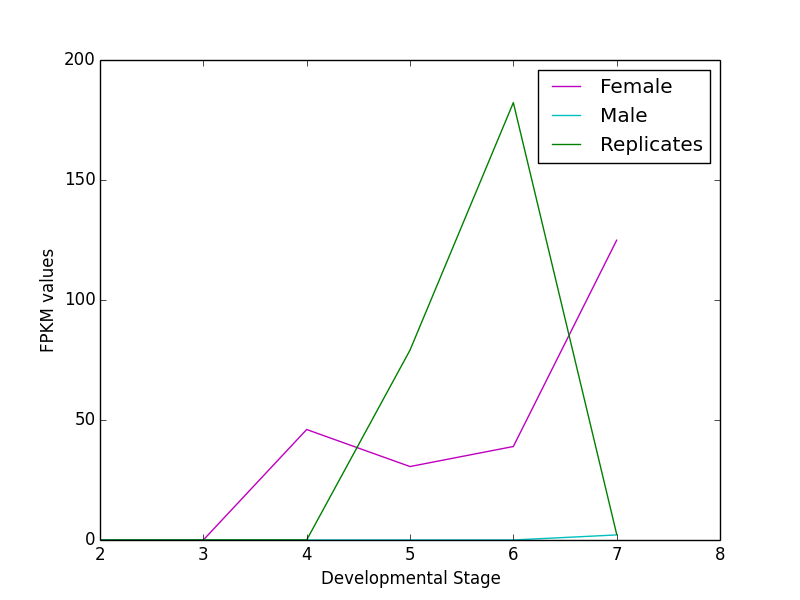 200
150
100
50
0
2 3 4 5 6 7 8
FPKM values
Developmental Stage
Female
Male
Replicates